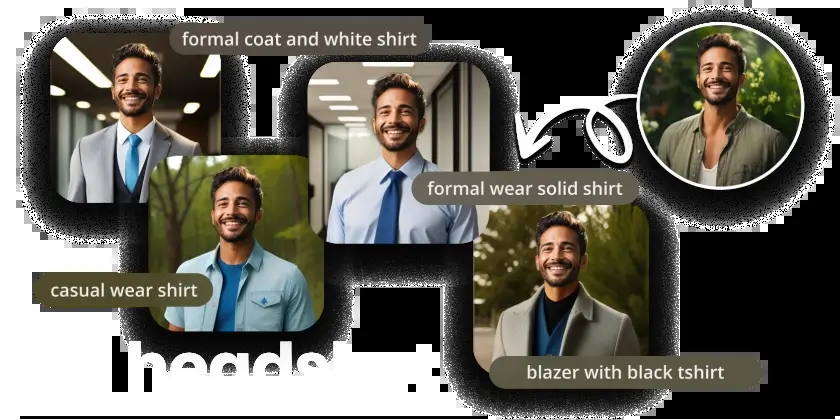 formal coat and white shirt
formal wear solid shirt
casual wear shirt
blazer with black tshirt